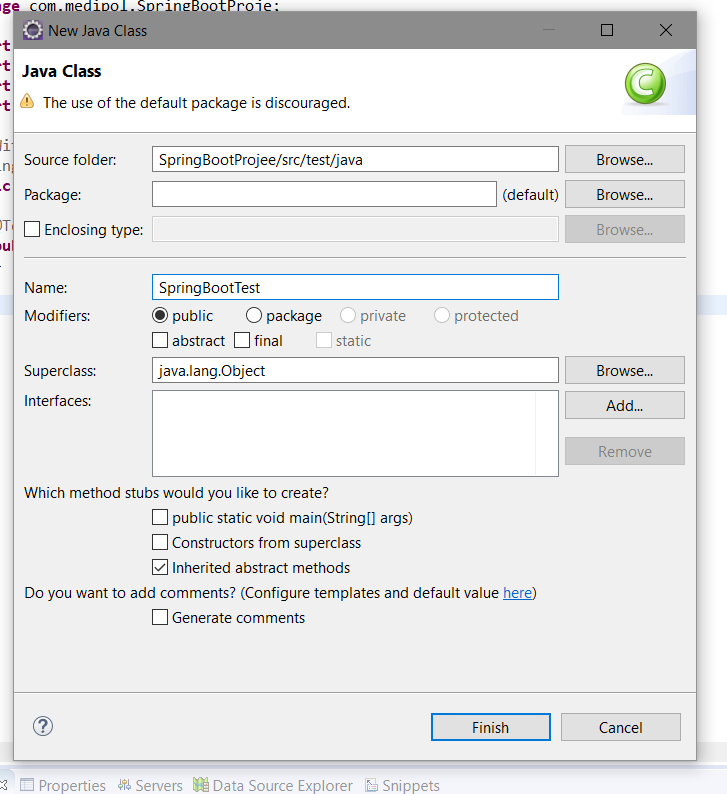 age com.medipol.SpringBootProje;
New Java Class
Java Class
The use of the default package is discouraged.
Source folder: SpringBootProjee/src/test/java Browse...
Package: (default) Browse...
Enclosing type: Browse...
Name: SpringBootTest
Modifiers: public package private protected
abstract final static
Superclass: java.lang.Object Browse...
Interfaces: Add...
Remove
Which method stubs would you like to create?
public static void main(String[] args)
Constructors from superclass
Inherited abstract methods
Do you want to add comments? (Configure templates and default value here)
Generate comments
Finish Cancel
Properties Servers Data Source Explorer Snippets